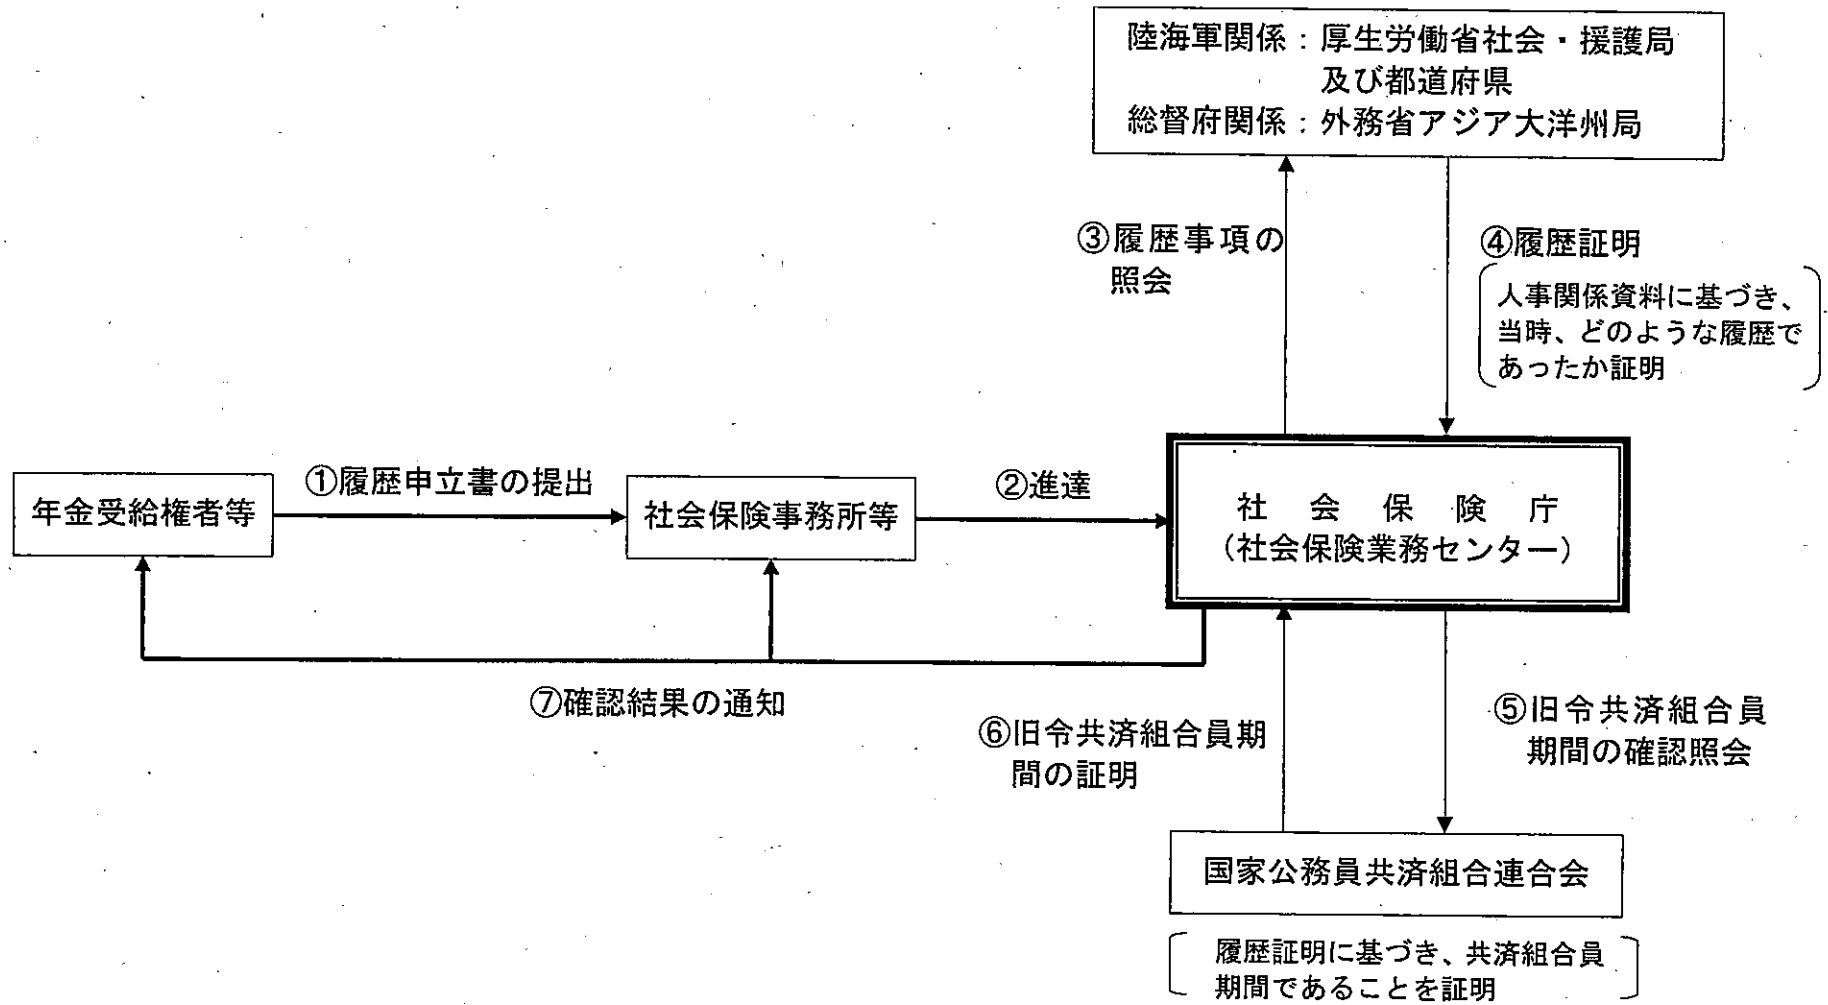 陸海軍関係：厚生労働省社会・援護局
及び都道府県
総督府関係：外務省アジア大洋州局
③履歴事項の
照会
④履歴証明
人事関係資料に基づき、
当時、どのような履歴で
あったか証明
年金受給権者等
①履歴申立書の提出
社会保険事務所等
②進達
社会保険庁
（社会保険業務センター）
⑦確認結果の通知
⑥旧令共済組合員期
間の証明
⑤旧令共済組合員
期間の確認照会
国家公務員共済組合連合会
履歴証明に基づき、共済組合員
期間であることを証明